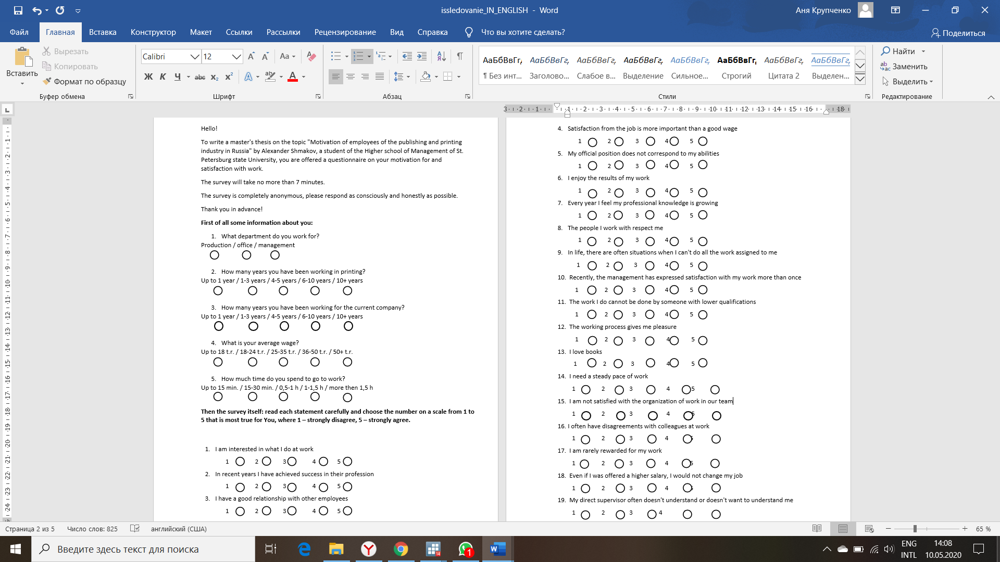 issledovanie_IN_ENGLISH - Word
Аня Крупченко
Файл Главная Вставка Конструктор Макет Ссылки Рассылки Рецензирование Вид Справка Что вы хотите сделать? Поделиться
Вставить
Вырезать
Копировать
Формат по образцу
Буфер обмена
Calibri 12
Ж К Ч abc x₂ x²
Шрифт
Абзац
АаБбВвГг, АаБбВвГг, АаБбВвГг, АаБбВвГг, АаБбВвГг, АаБбВвГг, АаБбВвГг, АаБбВвГг,
¶ Без инт... Заголово... Слабое в... Выделение Сильное... Строгий Цитата 2 Выделен...
Стили
Найти
Заменить
Выделить
Редактирование
3 2 1 1 2 3 4 5 6 7 8 9 10 11 12 13 14 15 16 18
Hello!
To write a master's thesis on the topic "Motivation of employees of the publishing and printing
industry in Russia" by Alexander Shmakov, a student of the Higher school of Management of St.
Petersburg state University, you are offered a questionnaire on your motivation for and
satisfaction with work.
The survey will take no more than 7 minutes.
The survey is completely anonymous, please respond as consciously and honestly as possible.
Thank you in advance!
First of all some information about you:
1. What department do you work for?
Production / office / management
2. How many years you have been working in printing?
Up to 1 year / 1-3 years / 4-5 years / 6-10 years / 10+ years
3. How many years you have been working for the current company?
Up to 1 year / 1-3 years / 4-5 years / 6-10 years / 10+ years
4. What is your average wage?
Up to 18 t.r. / 18-24 t.r. / 25-35 t.r. / 36-50 t.r. / 50+ t.r.
5. How much time do you spend to go to work?
Up to 15 min. / 15-30 min. / 0,5-1 h / 1-1,5 h / more then 1,5 h
Then the survey itself: read each statement carefully and choose the number on a scale from 1 to
5 that is most true for You, where 1 – strongly disagree, 5 – strongly agree.
1. I am interested in what I do at work
1 2 3 4 5
2. In recent years I have achieved success in their profession
1 2 3 4 5
3. I have a good relationship with other employees
1 2 3 4 5
4. Satisfaction from the job is more important than a good wage
1 2 3 4 5
5. My official position does not correspond to my abilities
1 2 3 4 5
6. I enjoy the results of my work
1 2 3 4 5
7. Every year I feel my professional knowledge is growing
1 2 3 4 5
8. The people I work with respect me
1 2 3 4 5
9. In life, there are often situations when I can't do all the work assigned to me
1 2 3 4 5
10. Recently, the management has expressed satisfaction with my work more than once
1 2 3 4 5
11. The work I do cannot be done by someone with lower qualifications
1 2 3 4 5
12. The working process gives me pleasure
1 2 3 4 5
13. I love books
1 2 3 4 5
14. I need a steady pace of work
1 2 3 4 5
15. I am not satisfied with the organization of work in our team
1 2 3 4 5
16. I often have disagreements with colleagues at work
1 2 3 4 5
17. I am rarely rewarded for my work
1 2 3 4 5
18. Even if I was offered a higher salary, I would not change my job
1 2 3 4 5
19. My direct supervisor often doesn't understand or doesn't want to understand me
1 2 3 4
Страница 2 из 5 Число слов: 825 английский (США) 65 %
Введите здесь текст для поиска
ENG
INTL
14:08
10.05.2020